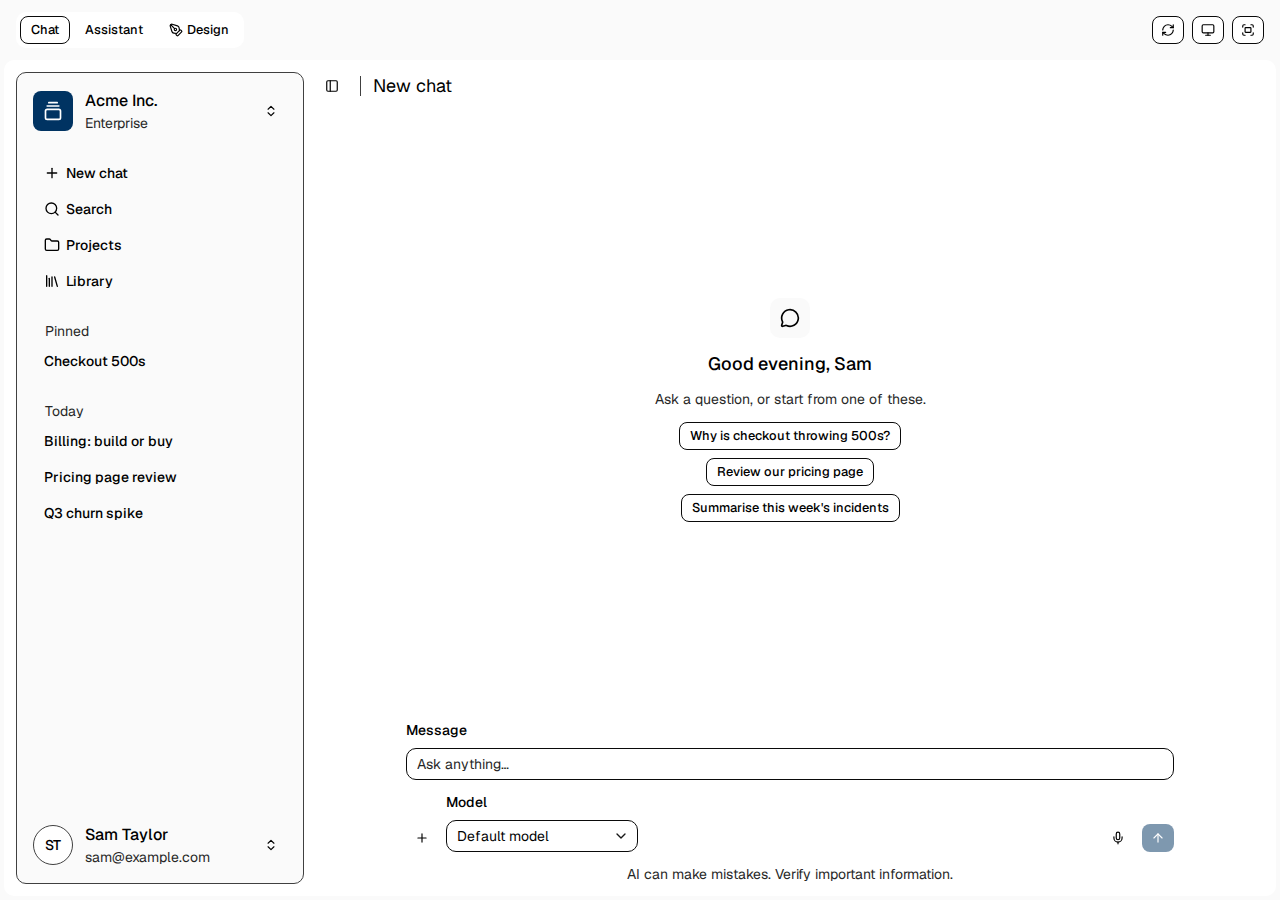 Chat
Assistant
Design
Acme Inc.
Enterprise
New chat
Search
Projects
Library
Pinned
Checkout 500s
Today
Billing: build or buy
Pricing page review
Q3 churn spike
ST
Sam Taylor
sam@example.com
New chat
Good evening, Sam
Ask a question, or start from one of these.
Why is checkout throwing 500s?
Review our pricing page
Summarise this week's incidents
Message
Ask anything…
Model
Default model
AI can make mistakes. Verify important information.